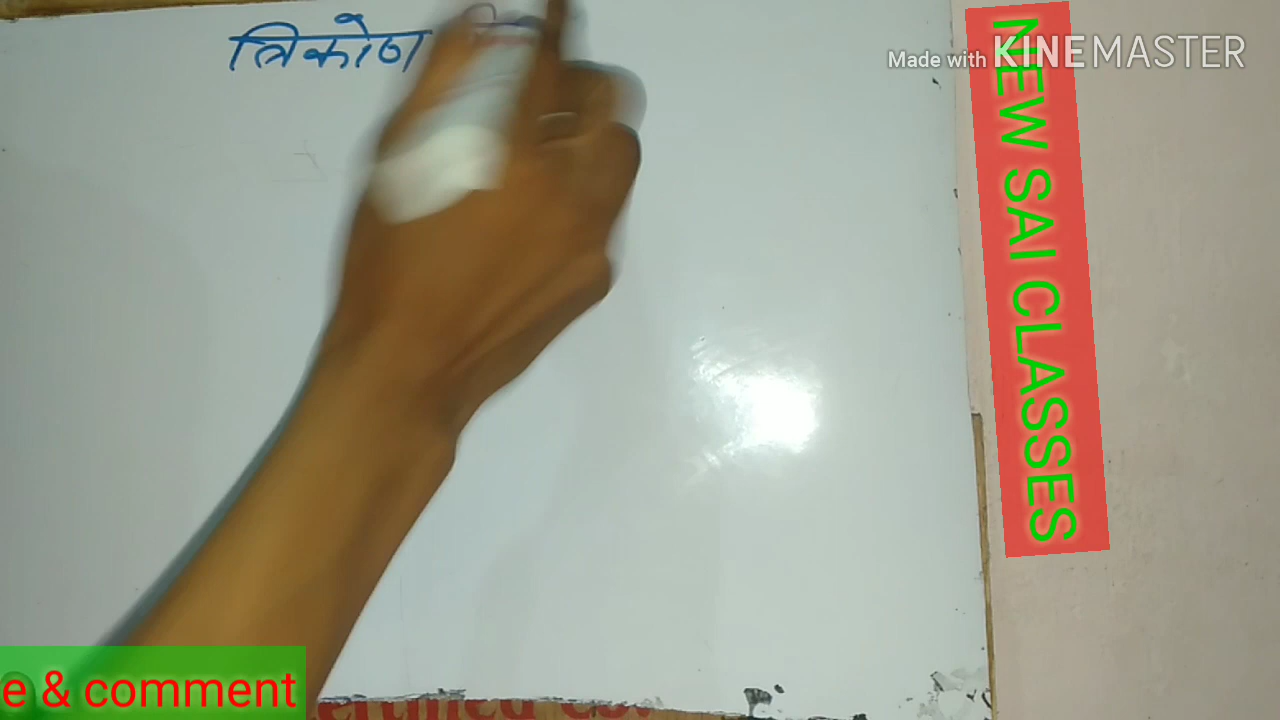 त्रिकोण
Made with KINEMASTER
NEW SAI CLASSES
e & comment